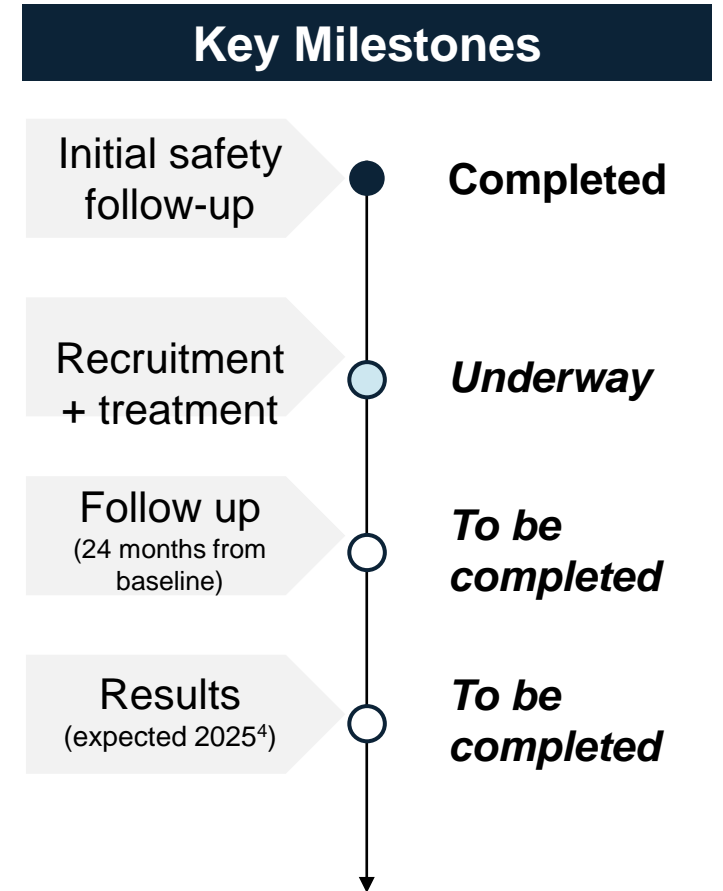 Key Milestones
Initial safety
follow-up
Completed
Recruitment
+ treatment
Underway
Follow up
(24 months from
baseline)
To be
completed
Results
(expected 2025⁴)
To be
completed